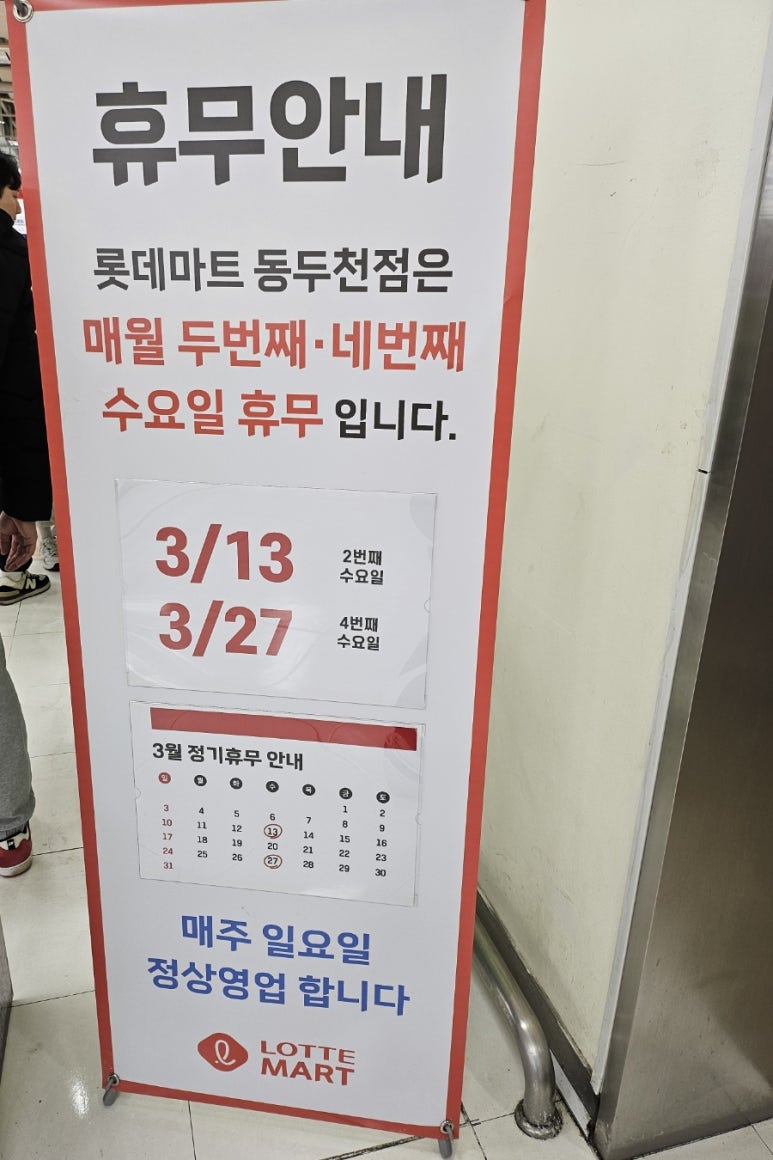 휴무안내
롯데마트 동두천점은
매월 두번째·네번째
수요일 휴무 입니다.
3/13 2번째 수요일
3/27 4번째 수요일
3월 정기휴무 안내
일 월 화 수 목 금 토
1 2
3 4 5 6 7 8 9
10 11 12 13 14 15 16
17 18 19 20 21 22 23
24 25 26 27 28 29 30
31
매주 일요일
정상영업 합니다
LOTTE
MART